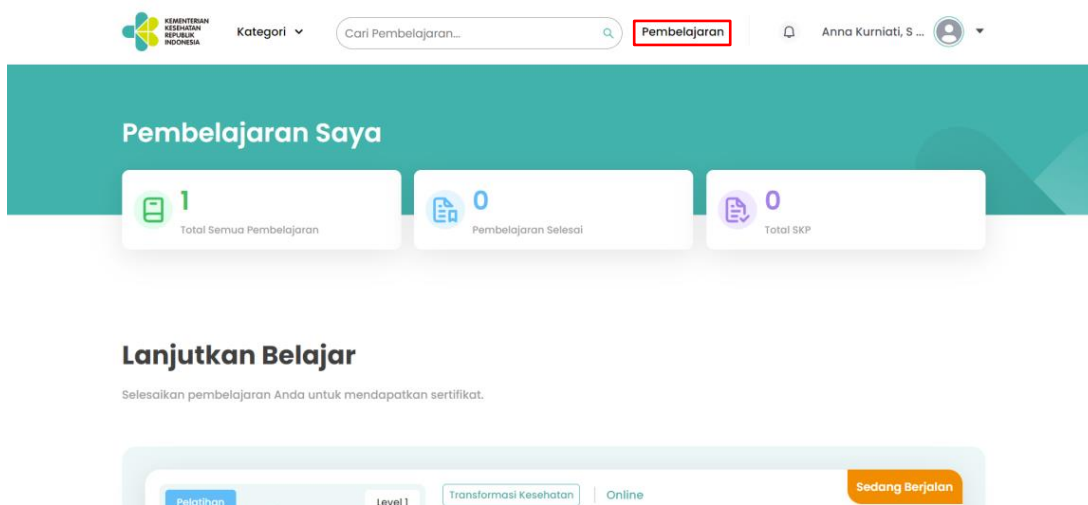 KEMENTERIAN
KESEHATAN
REPUBLIK
INDONESIA
Kategori
Cari Pembelajaran...
Pembelajaran
Anna Kurniati, S ...
Pembelajaran Saya
1
Total Semua Pembelajaran
0
Pembelajaran Selesai
0
Total SKP
Lanjutkan Belajar
Selesaikan pembelajaran Anda untuk mendapatkan sertifikat.
Pelatihan
Level 1
Transformasi Kesehatan
Online
Sedang Berjalan